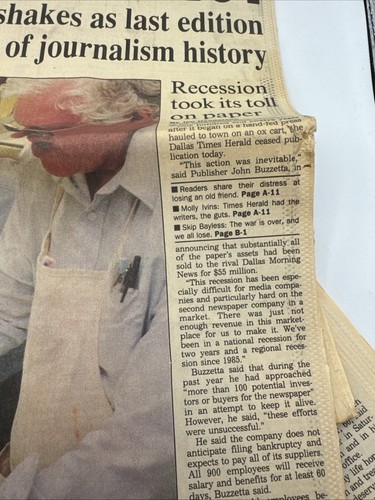 shakes as last edition
of journalism history
Recession
took its toll
on paper
after it began on a hand-fed press
hauled to town on an ox cart, the
Dallas Times Herald ceased pub-
lication today.
"This action was inevitable,"
said Publisher John Buzzetta, in
■ Readers share their distress at
losing an old friend. Page A-11
■ Molly Ivins: Times Herald had the
writers, the guts. Page A-11
■ Skip Bayless: The war is over, and
we all lose. Page B-1
announcing that substantially all
of the paper's assets had been
sold to the rival Dallas Morning
News for $55 million.
"This recession has been espe-
cially difficult for media compa-
nies and particularly hard on the
second newspaper company in a
market. There was just not
enough revenue in this market-
place for us to make it. We've
been in a national recession for
two years and a regional reces-
sion since 1985."
Buzzetta said that during the
past year he had approached
"more than 100 potential inves-
tors or buyers for the newspaper"
in an attempt to keep it alive.
However, he said, "these efforts
were unsuccessful."
He said the company does not
anticipate filing bankruptcy and
expects to pay all of its suppliers.
All 900 employees will receive
salary and benefits for at least 60
days, Buzzetta said.
employees be-